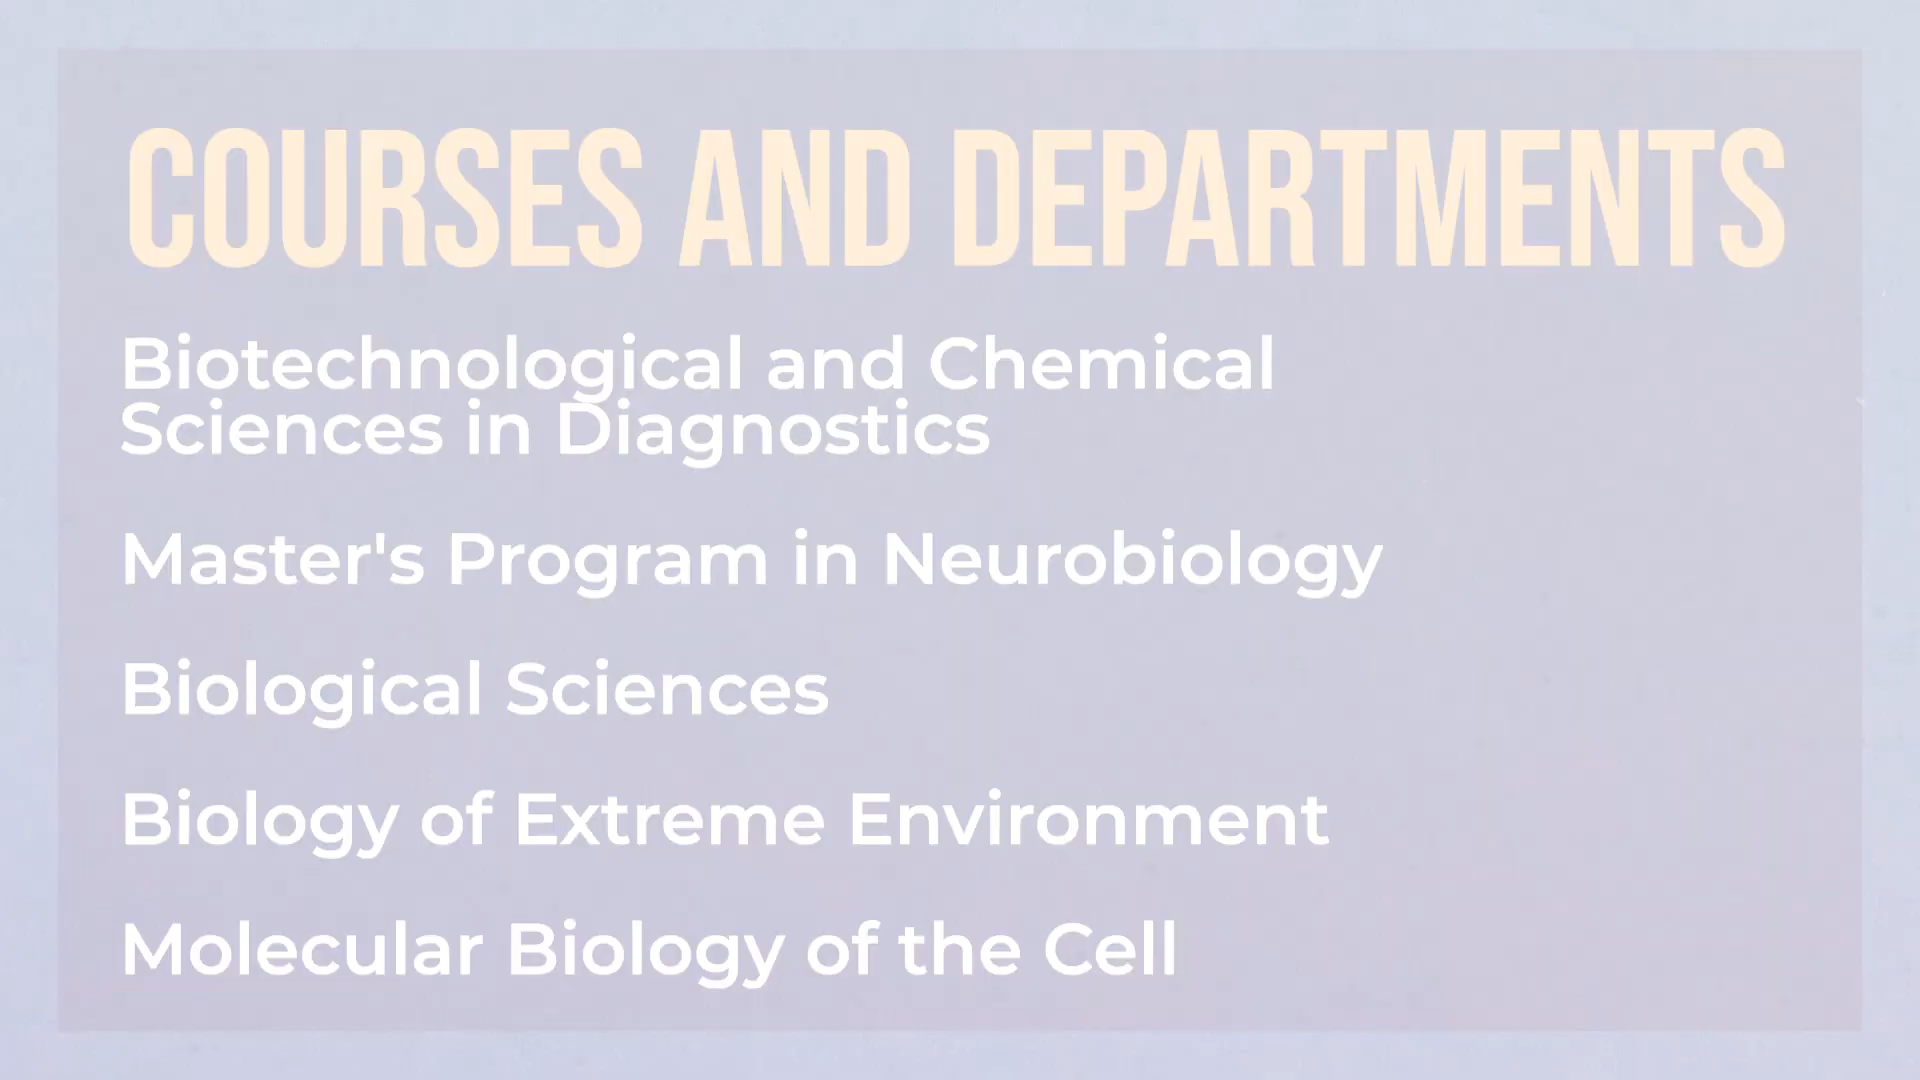 COURSES AND DEPARTMENTS
Biotechnological and Chemical
Sciences in Diagnostics
Master's Program in Neurobiology
Biological Sciences
Biology of Extreme Environment
Molecular Biology of the Cell